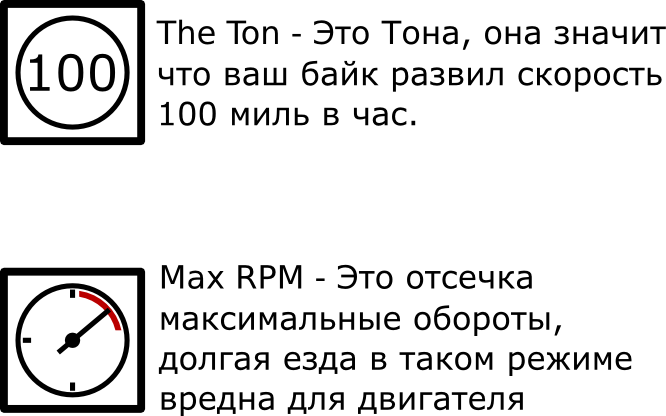 100
The Ton - Это Тона, она значит
что ваш байк развил скорость
100 миль в час.
Max RPM - Это отсечка
максимальные обороты,
долгая езда в таком режиме
вредна для двигателя